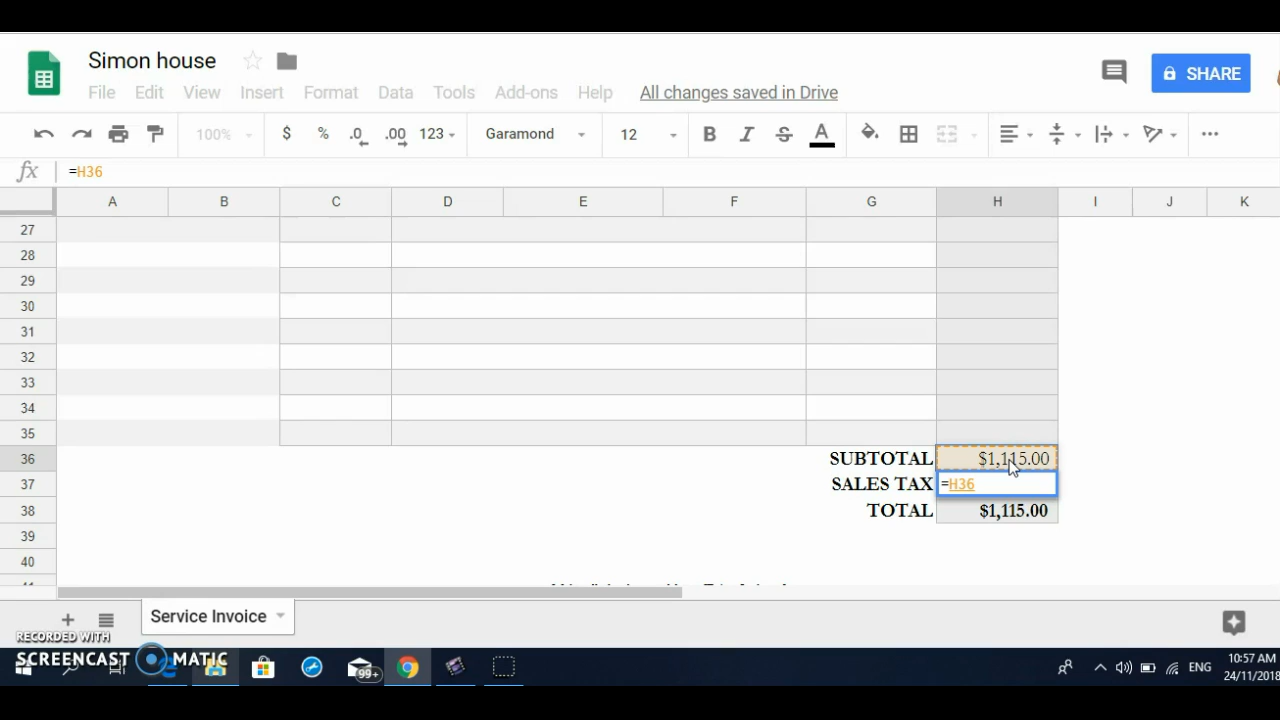 Simon house
File Edit View Insert Format Data Tools Add-ons Help All changes saved in Drive
SHARE
100% $ % .0 .00 123 Garamond 12 B I S A
fx =H36
A B C D E F G H I J K
27
28
29
30
31
32
33
34
35
36 SUBTOTAL $1,115.00
37 SALES TAX =H36
38 TOTAL $1,115.00
39
40
+ Service Invoice
RECORDED WITH
SCREENCAST MATIC
99+
ENG
10:57 AM
24/11/2018